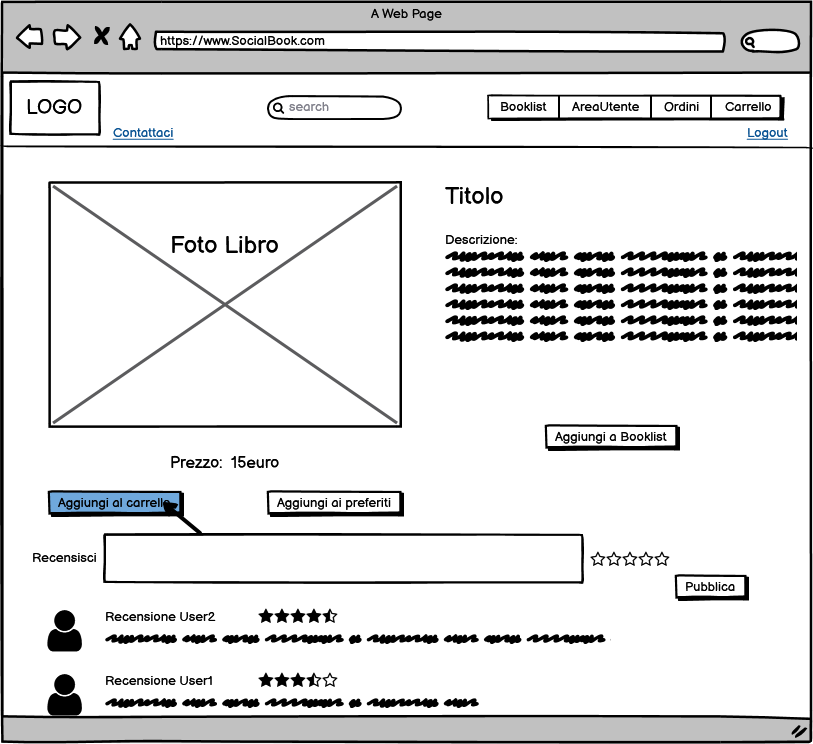 A Web Page
https://www.SocialBook.com
LOGO
Contattaci
search
Booklist AreaUtente Ordini Carrello
Logout
Foto Libro
Titolo
Descrizione:
Aggiungi a Booklist
Prezzo: 15euro
Aggiungi al carrello
Aggiungi ai preferiti
Recensisci
Pubblica
Recensione User2
Recensione User1